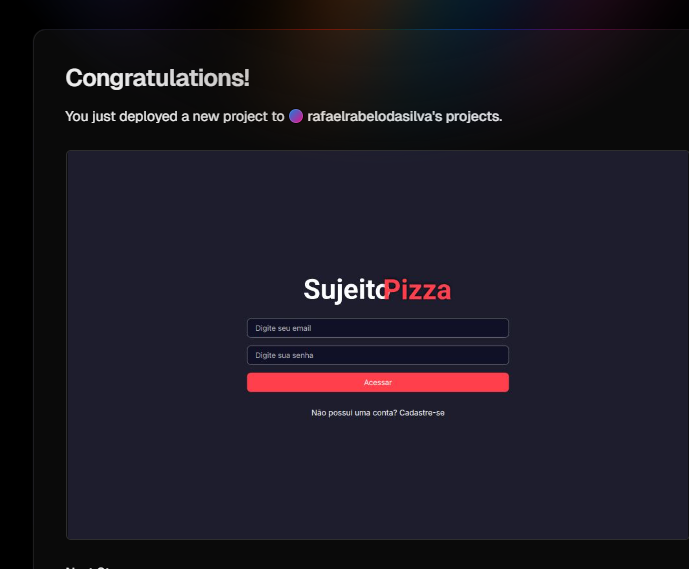 Congratulations!
You just deployed a new project to rafaelrabelodasilva's projects.
SujeitoPizza
Digite seu email
Digite sua senha
Acessar
Não possui uma conta? Cadastre-se